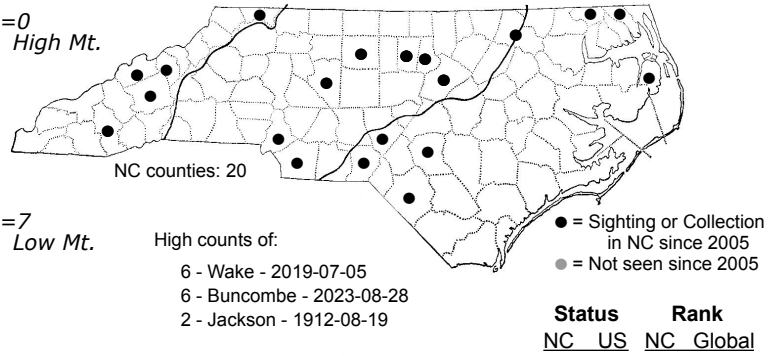 =0
High Mt.
NC counties: 20
=7
Low Mt.
High counts of:
6 - Wake - 2019-07-05
6 - Buncombe - 2023-08-28
2 - Jackson - 1912-08-19
= Sighting or Collection
in NC since 2005
= Not seen since 2005
Status Rank
NC US NC Global